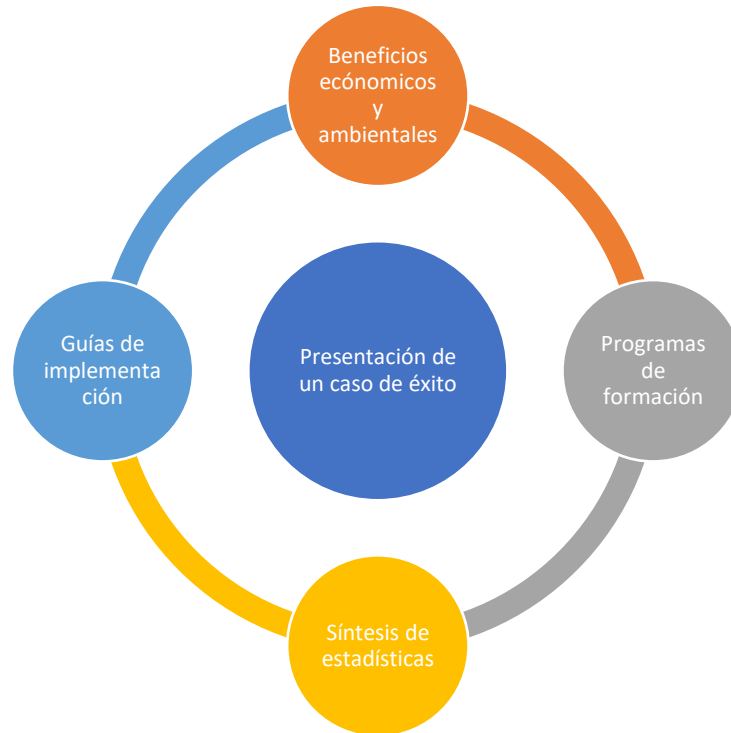 Beneficios
ecónomicos
y
ambientales
Guías de
implementa
ción
Presentación de
un caso de éxito
Programas
de
formación
Síntesis de
estadísticas